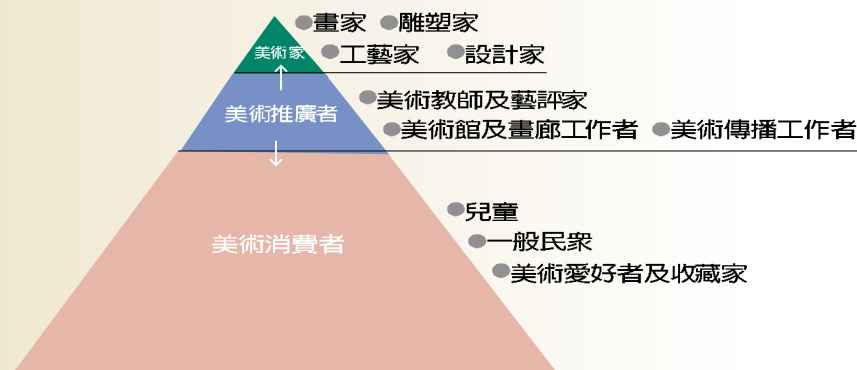 ●畫家 ●雕塑家
美術家 ●工藝家 ●設計家
●美術教師及藝評家
美術推廣者
●美術館及畫廊工作者 ●美術傳播工作者
●兒童
美術消費者 ●一般民眾
●美術愛好者及收藏家